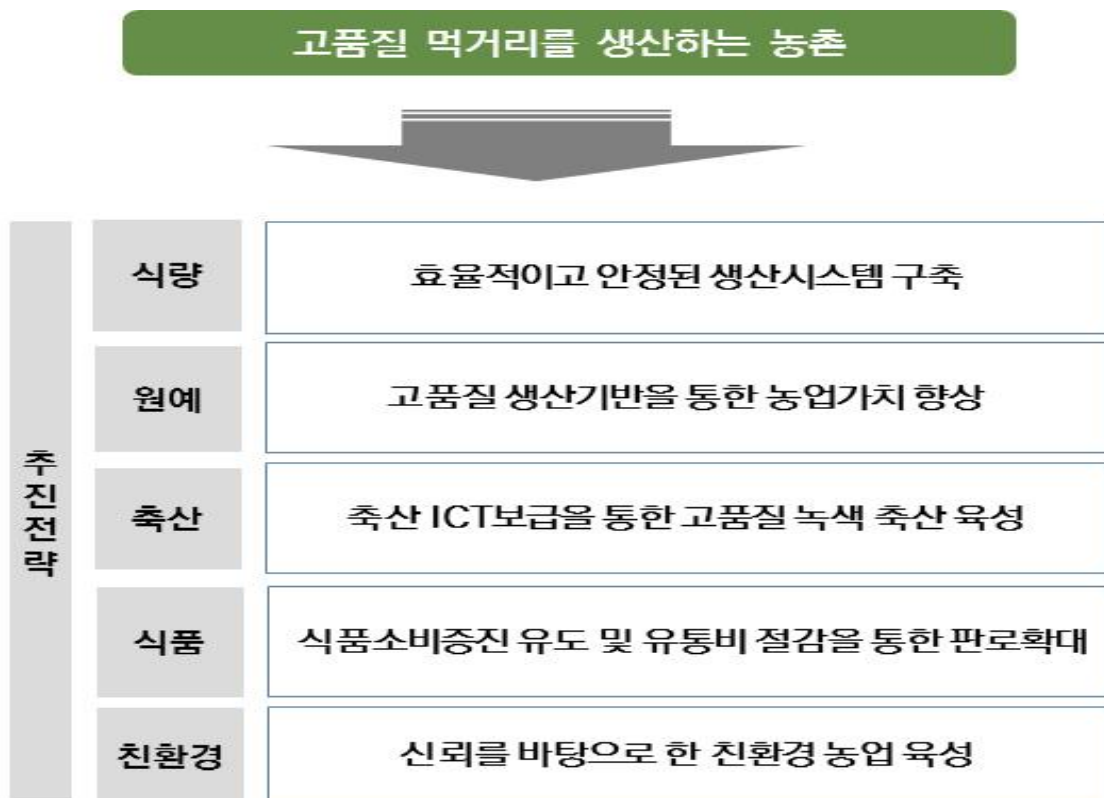 고품질 먹거리를 생산하는 농촌
추진전략
식량
효율적이고 안정된 생산시스템 구축
원예
고품질 생산기반을 통한 농업가치 향상
축산
축산 ICT보급을 통한 고품질 녹색 축산 육성
식품
식품소비증진 유도 및 유통비 절감을 통한 판로확대
친환경
신뢰를 바탕으로 한 친환경 농업 육성